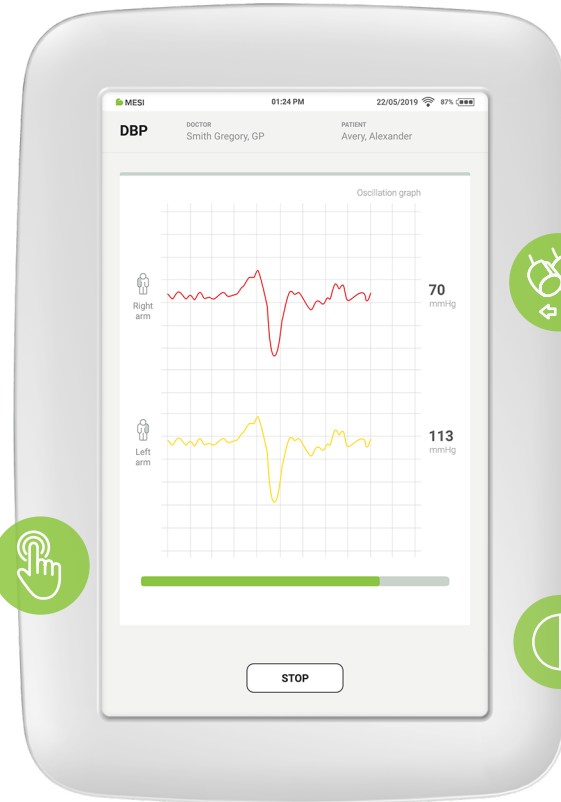 MESI 01:24 PM 22/05/2019 87%
DBP
DOCTOR
Smith Gregory, GP
PATIENT
Avery, Alexander
Oscillation graph
Right
arm
70
mmHg
Left
arm
113
mmHg
STOP